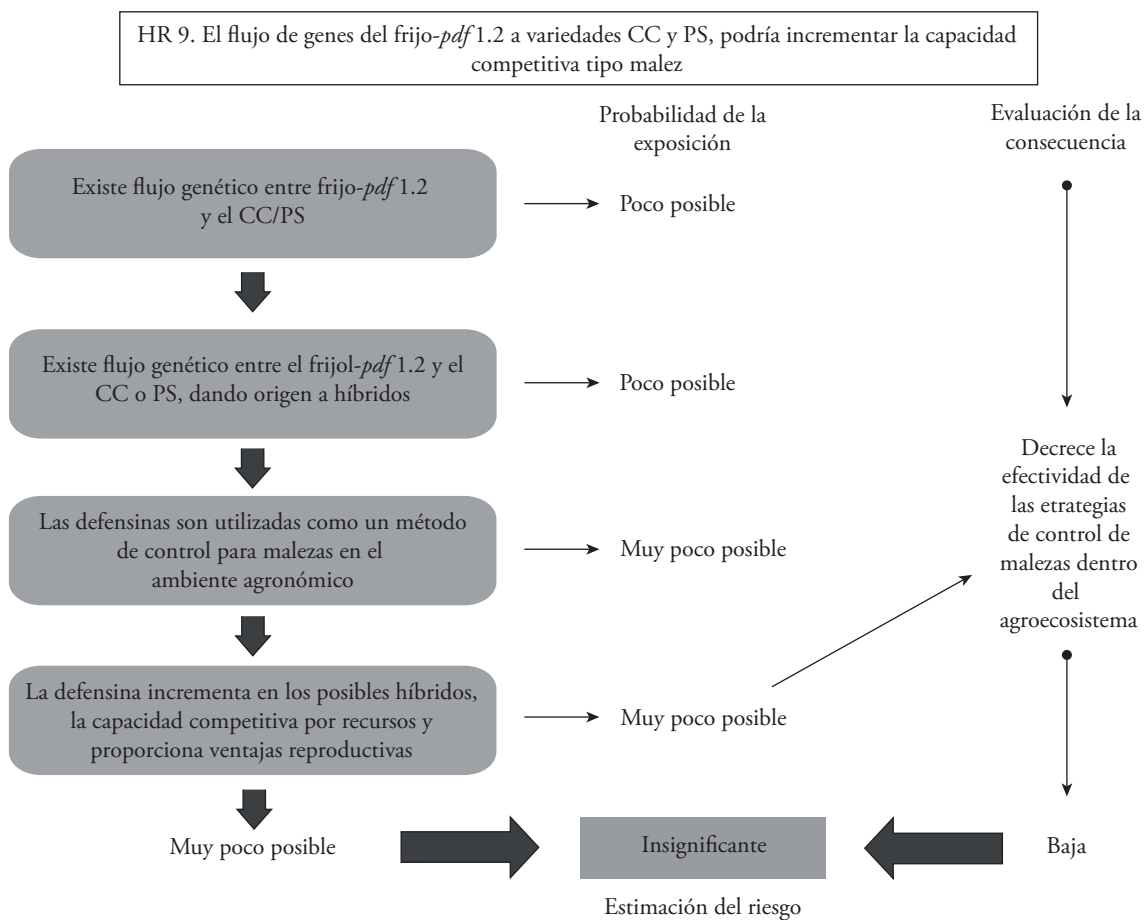 HR 9. El flujo de genes del frijo-pdf 1.2 a variedades CC y PS, podría incrementar la capacidad
competitiva tipo malez
Probabilidad de la
exposición
Evaluación de la
consecuencia
Existe flujo genético entre frijo-pdf 1.2
y el CC/PS
Poco posible
Existe flujo genético entre el frijol-pdf 1.2 y el
CC o PS, dando origen a híbridos
Poco posible
Las defensinas son utilizadas como un método
de control para malezas en el
ambiente agronómico
Muy poco posible
Decrece la
efectividad de
las etrategias
de control de
malezas dentro
del
agroecosistema
La defensina incrementa en los posibles híbridos,
la capacidad competitiva por recursos y
proporciona ventajas reproductivas
Muy poco posible
Muy poco posible
Insignificante
Baja
Estimación del riesgo